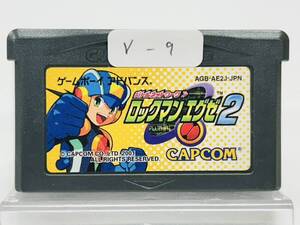 V-9
ゲームボーイ アドバンス
AGB-AE2J-JPN
バトルネットワーク
ロックマン エグゼ2
© CAPCOM CO.,LTD. 2001
ALL RIGHTS RESERVED.
CAPCOM